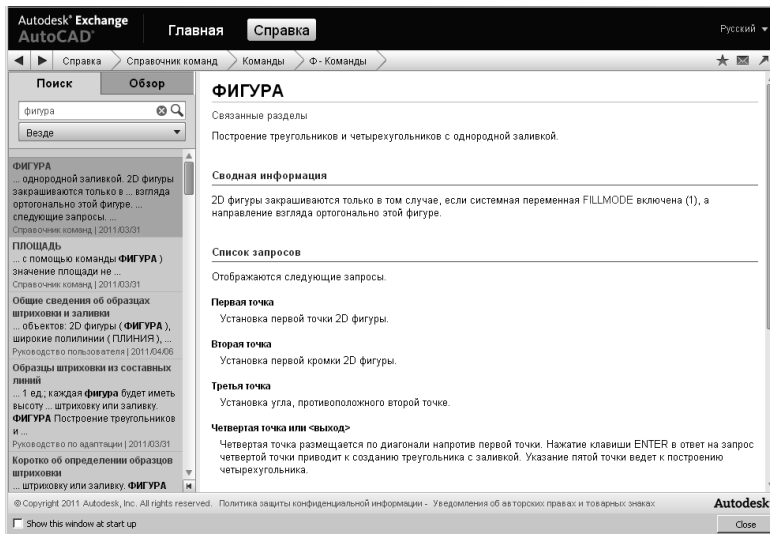 Autodesk® Exchange
AutoCAD®
Главная
Справка
Русский
Справка
Справочник команд
Команды
Ф - Команды
Поиск
Обзор
фигура
Везде
ФИГУРА
... однородной заливкой. 2D фигуры
закрашиваются только в ... взгляда
ортогонально этой фигуре. ...
следующие запросы. ...
Справочник команд | 2011/03/31
ПЛОЩАДЬ
... с помощью команды ФИГУРА )
значение площади не ...
Справочник команд | 2011/03/31
Общие сведения об образцах
штриховки и заливки
... объектов: 2D фигуры ( ФИГУРА ),
широкие полилинии ( ПЛИНИЯ ), ...
Руководство пользователя | 2011/04/06
Образцы штриховки из составных
линий
... 1 ед.; каждая фигура будет иметь
высоту ... штриховку или заливку.
ФИГУРА Построение треугольников
и ...
Руководство по адаптации | 2011/03/31
Коротко об определении образцов
штриховки
... штриховку или заливку. ФИГУРА
ФИГУРА
Связанные разделы
Построение треугольников и четырехугольников с однородной заливкой.
Сводная информация
2D фигуры закрашиваются только в том случае, если системная переменная FILLMODE включена (1), а
направление взгляда ортогонально этой фигуре.
Список запросов
Отображаются следующие запросы.
Первая точка
Установка первой точки 2D фигуры.
Вторая точка
Установка первой кромки 2D фигуры.
Третья точка
Установка угла, противоположного второй точке.
Четвертая точка или <выход>
Четвертая точка размещается по диагонали напротив первой точки. Нажатие клавиши ENTER в ответ на запрос
четвертой точки приводит к созданию треугольника с заливкой. Указание пятой точки ведет к построению
четырехугольника.
© Copyright 2011 Autodesk, Inc. All rights reserved. Политика защиты конфиденциальной информации - Уведомления об авторских правах и товарных знаках
Autodesk
Show this window at start up
Close